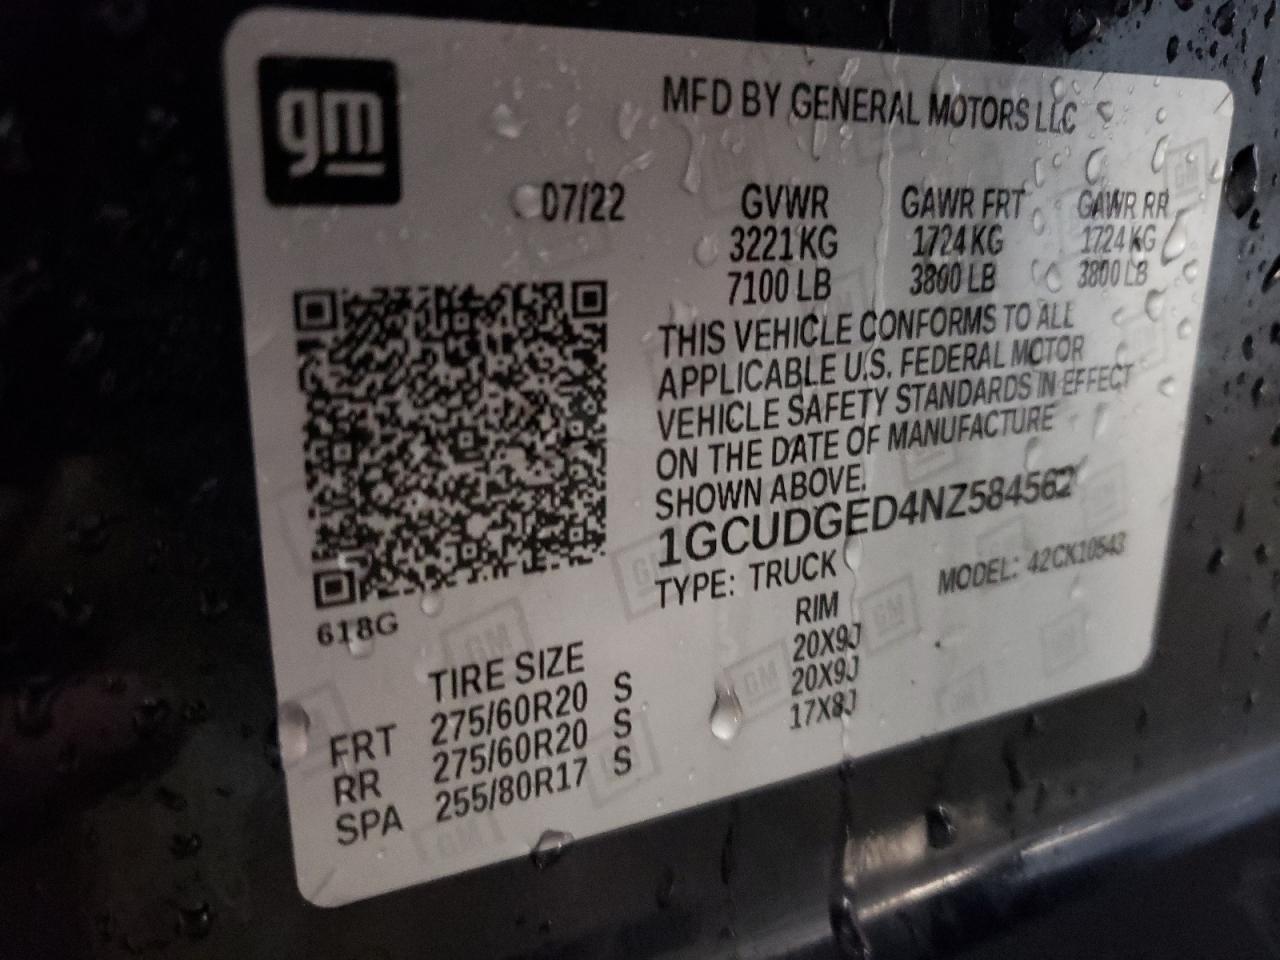 gm
MFD BY GENERAL MOTORS LLC
07/22 GVWR GAWR FRT GAWR RR
3221 KG 1724 KG 1724 KG
7100 LB 3800 LB 3800 LB
THIS VEHICLE CONFORMS TO ALL
APPLICABLE U.S. FEDERAL MOTOR
VEHICLE SAFETY STANDARDS IN EFFECT
ON THE DATE OF MANUFACTURE
SHOWN ABOVE.
1GCUDGED4NZ584562
TYPE: TRUCK MODEL: 42CK10543
618G
TIRE SIZE RIM
FRT 275/60R20 S 20X9J
RR 275/60R20 S 20X9J
SPA 255/80R17 S 17X8J